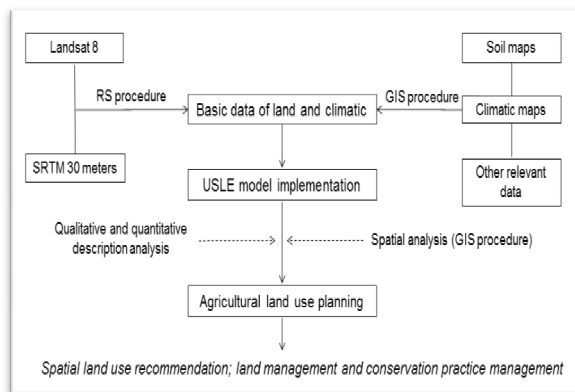 Landsat 8
Soil maps
RS procedure
GIS procedure
Basic data of land and climatic
Climatic maps
SRTM 30 meters
Other relevant
data
USLE model implementation
Qualitative and quantitative
description analysis
Spatial analysis (GIS procedure)
Agricultural land use planning
Spatial land use recommendation; land management and conservation practice management